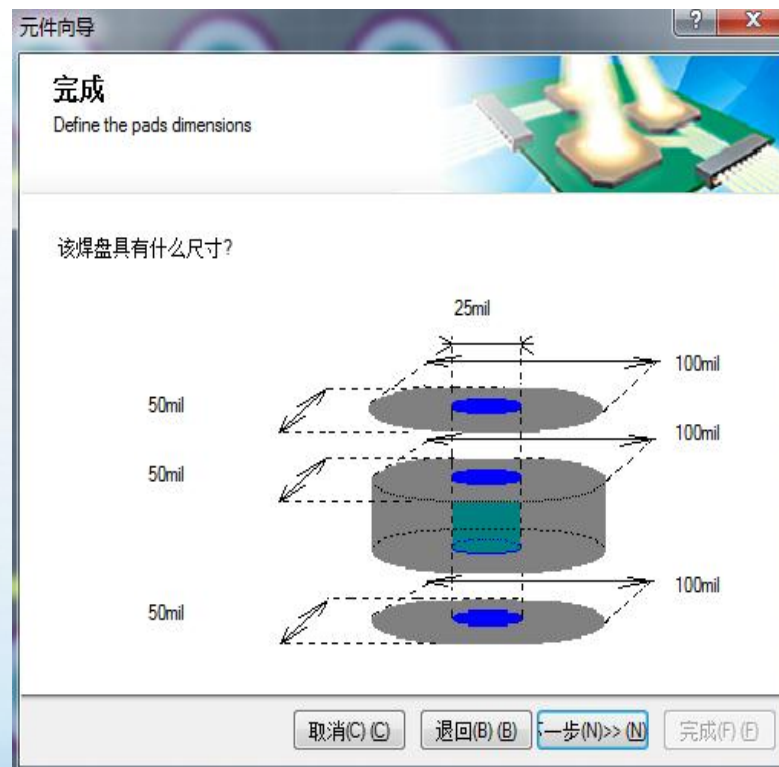 元件向导
完成
Define the pads dimensions
该焊盘具有什么尺寸?
25mil
100mil
50mil
100mil
50mil
100mil
50mil
取消(C) (C)
退回(B) (B)
一步(N)>> (N)
完成(F) (F)